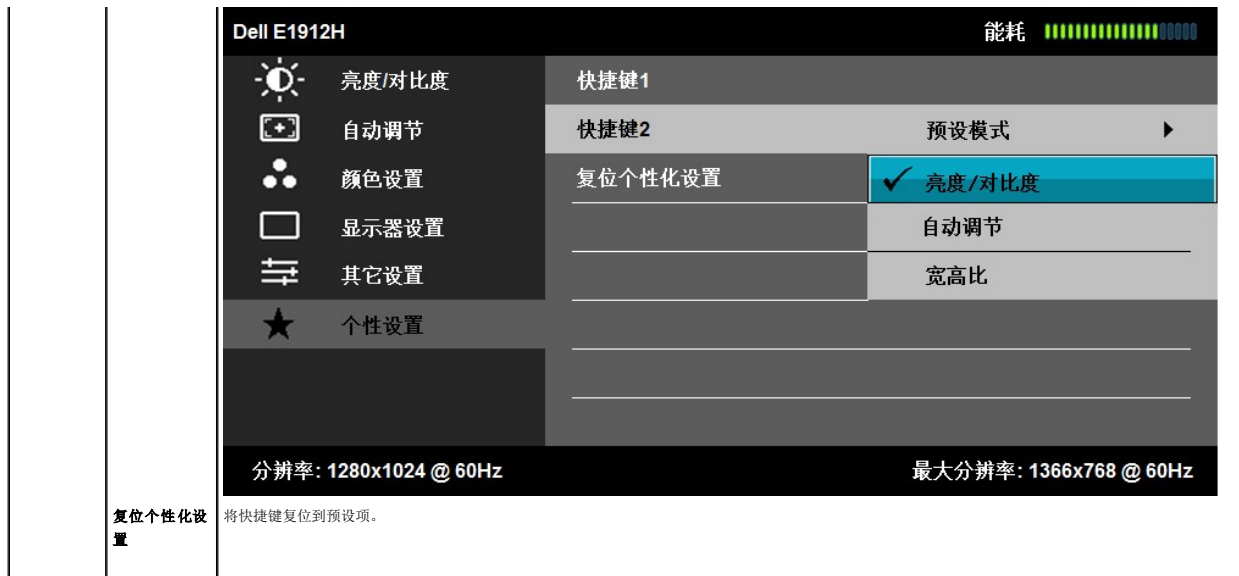 Dell E1912H 能耗
亮度/对比度 快捷键1
自动调节 快捷键2 预设模式
颜色设置 复位个性化设置 亮度/对比度
显示器设置 自动调节
其它设置 宽高比
个性设置
分辨率: 1280x1024 @ 60Hz 最大分辨率: 1366x768 @ 60Hz
复位个性化设 将快捷键复位到预设项。
置